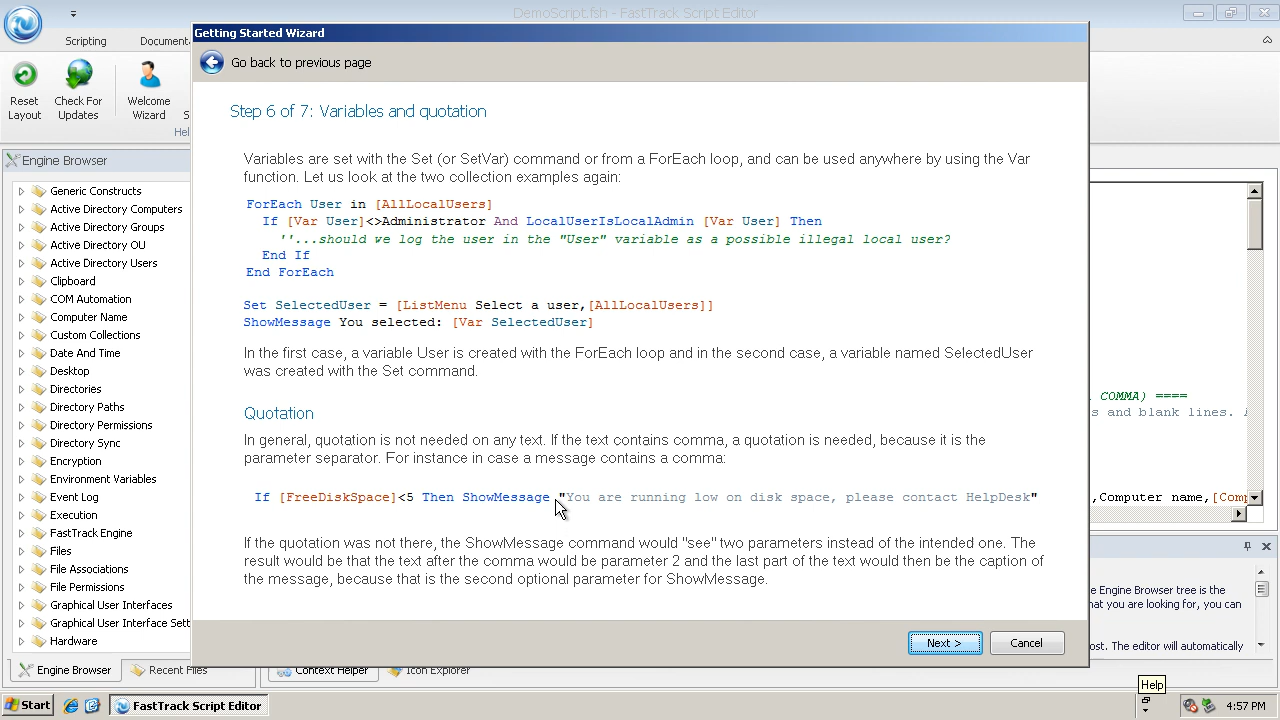 DemoScript.fsh - FastTrack Script Editor
Scripting
Document
Reset Layout
Check For Updates
Welcome Wizard
Hel
Getting Started Wizard
Go back to previous page
Step 6 of 7: Variables and quotation
Variables are set with the Set (or SetVar) command or from a ForEach loop, and can be used anywhere by using the Var
function. Let us look at the two collection examples again:
ForEach User in [AllLocalUsers]
If [Var User]<>Administrator And LocalUserIsLocalAdmin [Var User] Then
''...should we log the user in the "User" variable as a possible illegal local user?
End If
End ForEach
Set SelectedUser = [ListMenu Select a user,[AllLocalUsers]]
ShowMessage You selected: [Var SelectedUser]
In the first case, a variable User is created with the ForEach loop and in the second case, a variable named SelectedUser
was created with the Set command.
Quotation
In general, quotation is not needed on any text. If the text contains comma, a quotation is needed, because it is the
parameter separator. For instance in case a message contains a comma:
If [FreeDiskSpace]<5 Then ShowMessage "You are running low on disk space, please contact HelpDesk"
If the quotation was not there, the ShowMessage command would "see" two parameters instead of the intended one. The
result would be that the text after the comma would be parameter 2 and the last part of the text would then be the caption of
the message, because that is the second optional parameter for ShowMessage.
Next >
Cancel
Engine Browser
Generic Constructs
Active Directory Computers
Active Directory Groups
Active Directory OU
Active Directory Users
Clipboard
COM Automation
Computer Name
Custom Collections
Date And Time
Desktop
Directories
Directory Paths
Directory Permissions
Directory Sync
Encryption
Environment Variables
Event Log
Execution
FastTrack Engine
Files
File Associations
File Permissions
Graphical User Interfaces
Graphical User Interface Sett
Hardware
COMMA) ====
s and blank lines.
,Computer name,[Comp
e Engine Browser tree is the
hat you are looking for, you can
ost. The editor will automatically
Engine Browser
Recent Files
Context Helper
Icon Explorer
Help
Start
FastTrack Script Editor
4:57 PM